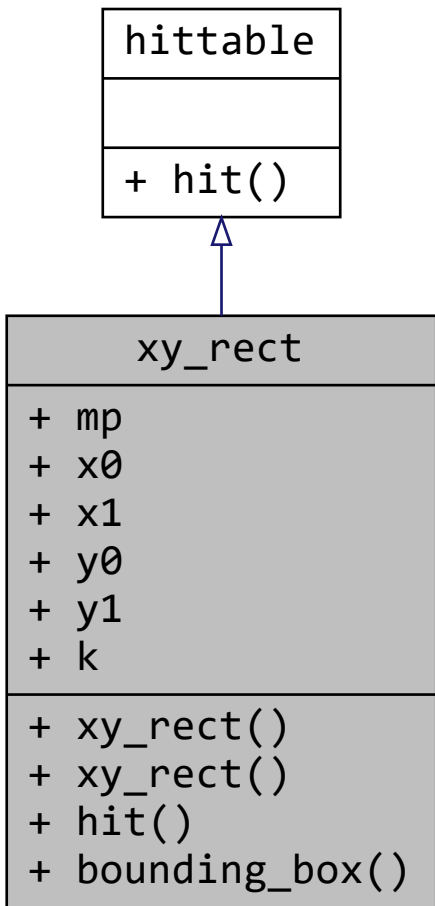 hittable
+ hit()
xy_rect
+ mp
+ x0
+ x1
+ y0
+ y1
+ k
+ xy_rect()
+ xy_rect()
+ hit()
+ bounding_box()